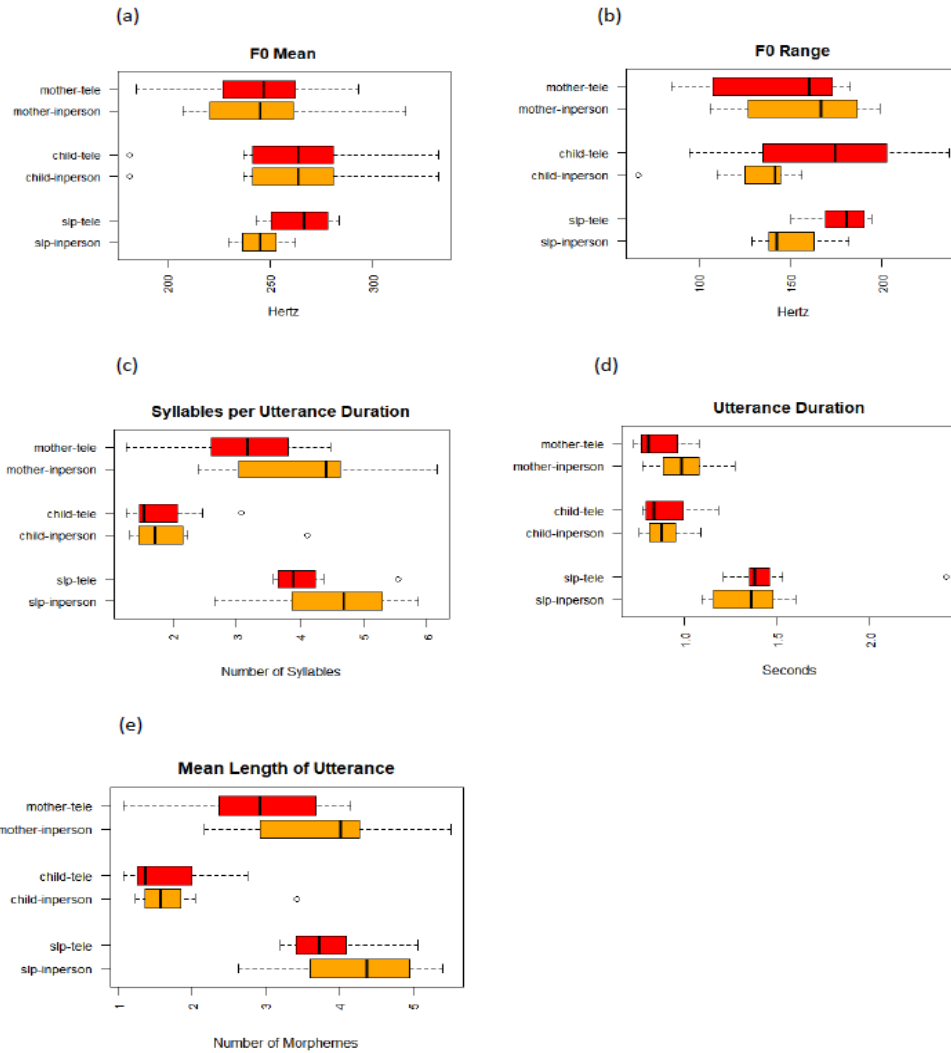 (a)
F0 Mean
mother-tele
mother-inperson
child-tele
child-inperson
slp-tele
slp-inperson
200
250
300
Hertz
(b)
F0 Range
mother-tele
mother-inperson
child-tele
child-inperson
slp-tele
slp-inperson
100
150
200
Hertz
(c)
Syllables per Utterance Duration
mother-tele
mother-inperson
child-tele
child-inperson
slp-tele
slp-inperson
2
3
4
5
6
Number of Syllables
(d)
Utterance Duration
mother-tele
mother-inperson
child-tele
child-inperson
slp-tele
slp-inperson
1.0
1.5
2.0
Seconds
(e)
Mean Length of Utterance
mother-tele
mother-inperson
child-tele
child-inperson
slp-tele
slp-inperson
1
2
3
4
5
Number of Morphemes